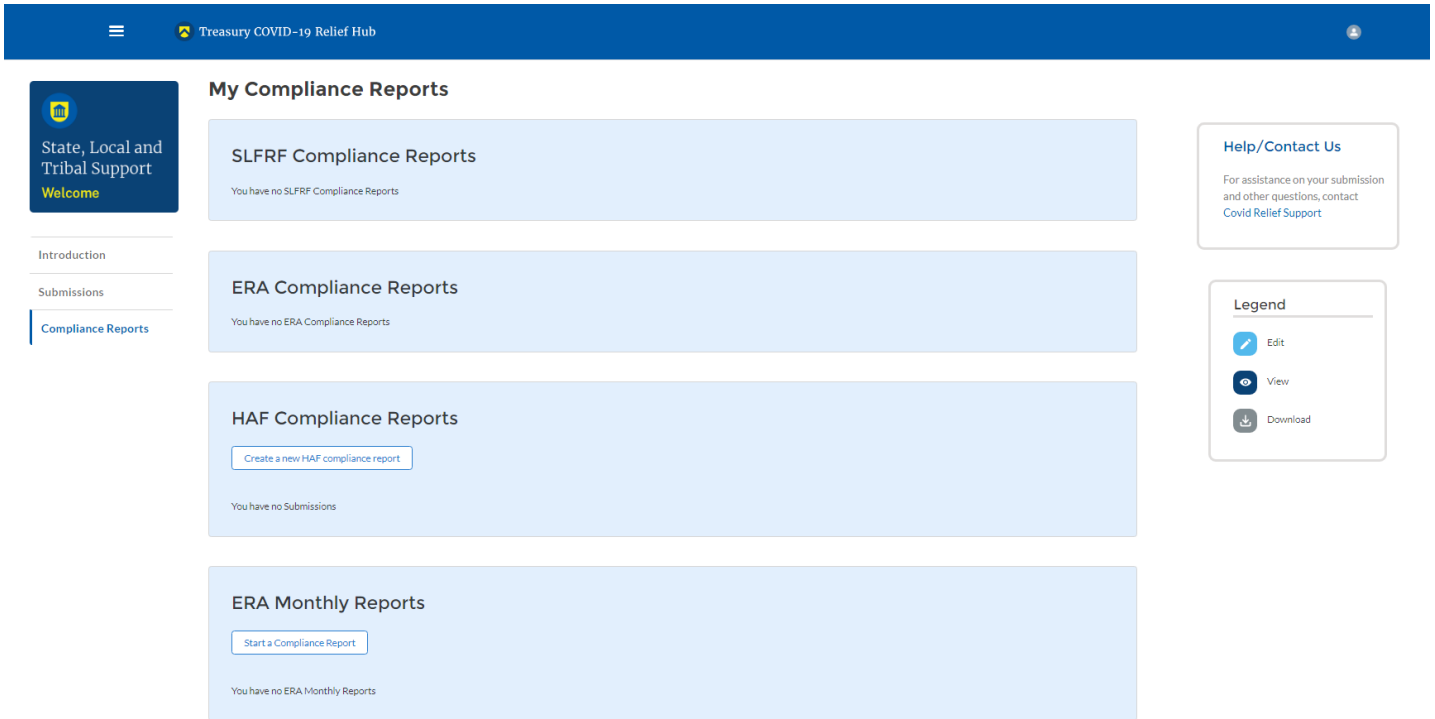 Treasury COVID-19 Relief Hub
State, Local and
Tribal Support
Welcome
Introduction
Submissions
Compliance Reports
My Compliance Reports
SLFRF Compliance Reports
You have no SLFRF Compliance Reports
ERA Compliance Reports
You have no ERA Compliance Reports
HAF Compliance Reports
Create a new HAF compliance report
You have no Submissions
ERA Monthly Reports
Start a Compliance Report
You have no ERA Monthly Reports
Help/Contact Us
For assistance on your submission
and other questions, contact
Covid Relief Support
Legend
Edit
View
Download